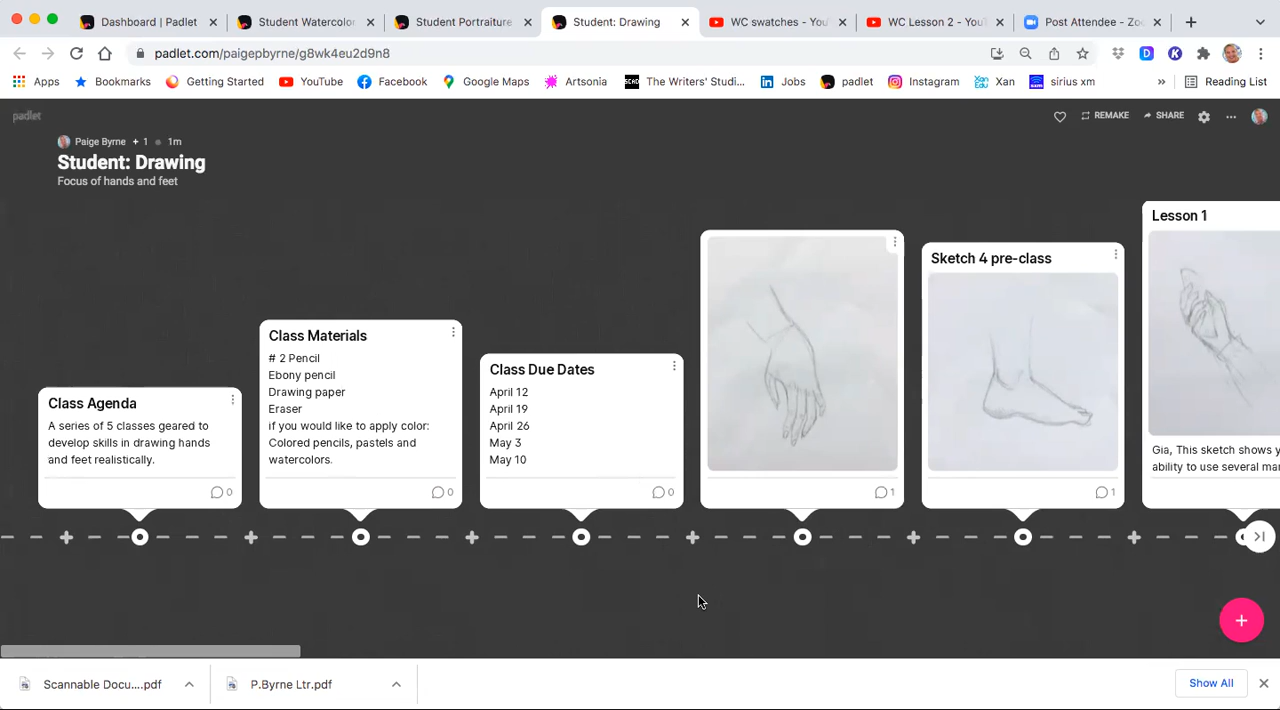 Dashboard | Padlet
Student Watercolor
Student Portraiture
Student: Drawing
WC swatches - You
WC Lesson 2 - You
Post Attendee - Zoo
padlet.com/paigepbyrne/g8wk4eu2d9n8
Apps
Bookmarks
Getting Started
YouTube
Facebook
Google Maps
Artsonia
SCAD
The Writers' Studi...
Jobs
padlet
Instagram
Xan Edu
Xan
sirius xm
»
Reading List
padlet
REMAKE
SHARE
Paige Byrne + 1 1m
Student: Drawing
Focus of hands and feet
Class Agenda
A series of 5 classes geared to
develop skills in drawing hands
and feet realistically.
0
Class Materials
# 2 Pencil
Ebony pencil
Drawing paper
Eraser
if you would like to apply color:
Colored pencils, pastels and
watercolors.
0
Class Due Dates
April 12
April 19
April 26
May 3
May 10
0
1
Sketch 4 pre-class
1
Lesson 1
Gia, This sketch shows y
ability to use several ma
Scannable Docu....pdf
P.Byrne Ltr.pdf
Show All